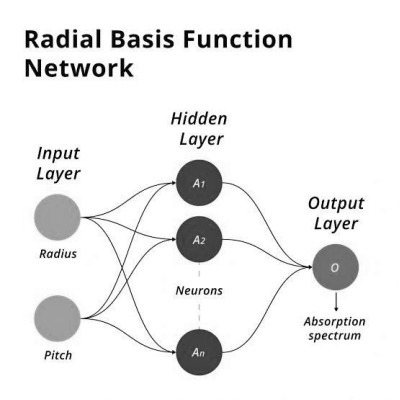 Radial Basis Function
Network
Hidden
Layer
Input
Layer
A1
Output
Layer
Radius
A2
O
Neurons
Absorption
spectrum
Pitch
An